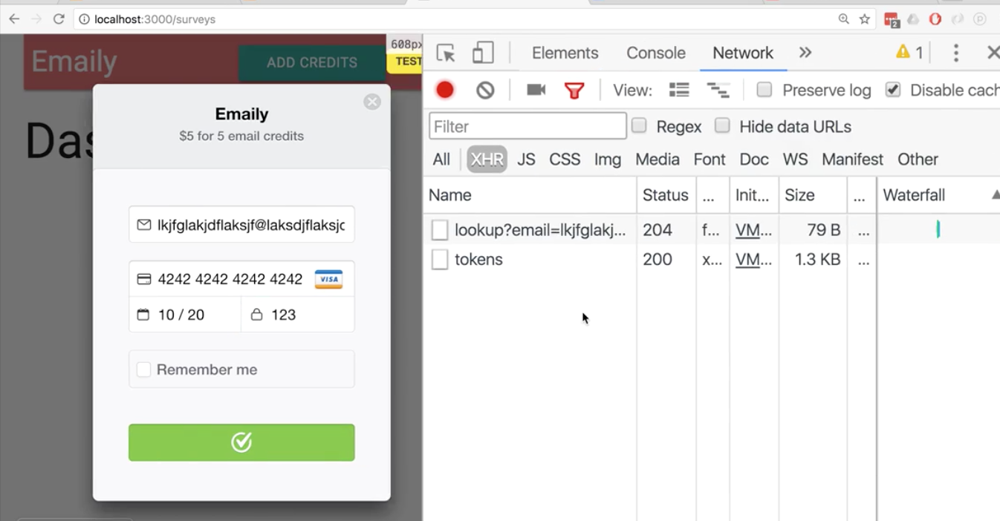 localhost:3000/surveys
2
Emaily
ADD CREDITS
608px
TEST
Das
Emaily
$5 for 5 email credits
lkjfglakjdflaksjf@laksdjflaksjc
4242 4242 4242 4242
VISA
10 / 20
123
Remember me
Elements
Console
Network
1
View:
Preserve log
Disable cach
Filter
Regex
Hide data URLs
All
XHR
JS
CSS
Img
Media
Font
Doc
WS
Manifest
Other
Name
Status
...
Init...
Size
...
Waterfall
lookup?email=lkjfglakj...
204
f...
VM...
79 B
...
tokens
200
x...
VM...
1.3 KB
...